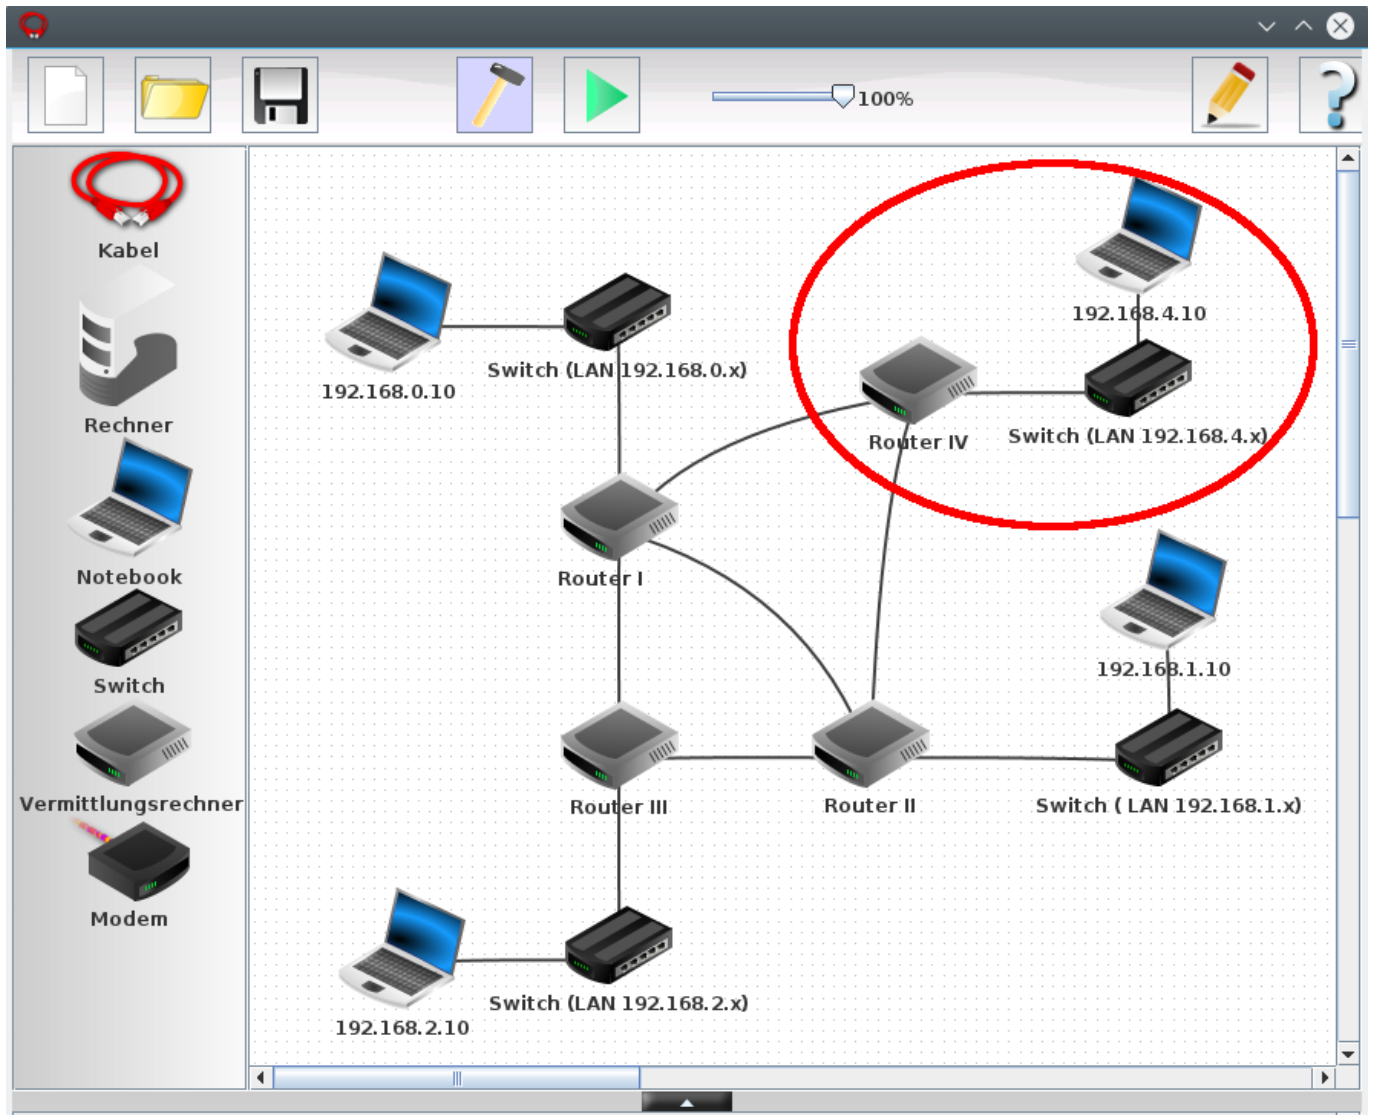 100%
Kabel
Rechner
Notebook
Switch
Vermittlungsrechner
Modem
192.168.4.10
192.168.0.10
Switch (LAN 192.168.0.x)
Router IV
Switch (LAN 192.168.4.x)
Router I
192.168.1.10
Router III
Router II
Switch ( LAN 192.168.1.x)
Switch (LAN 192.168.2.x)
192.168.2.10